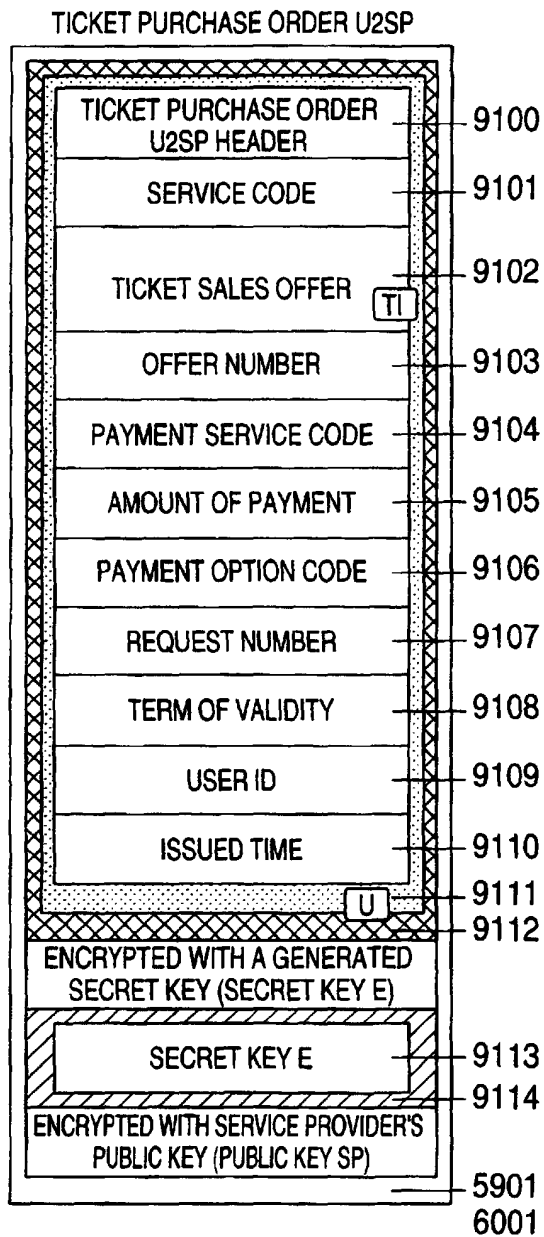 TICKET PURCHASE ORDER U2SP
TICKET PURCHASE ORDER
U2SP HEADER
9100
SERVICE CODE
9101
TICKET SALES OFFER
9102
TI
OFFER NUMBER
9103
PAYMENT SERVICE CODE
9104
AMOUNT OF PAYMENT
9105
PAYMENT OPTION CODE
9106
REQUEST NUMBER
9107
TERM OF VALIDITY
9108
USER ID
9109
ISSUED TIME
9110
U
9111
9112
ENCRYPTED WITH A GENERATED
SECRET KEY (SECRET KEY E)
SECRET KEY E
9113
9114
ENCRYPTED WITH SERVICE PROVIDER'S
PUBLIC KEY (PUBLIC KEY SP)
5901
6001